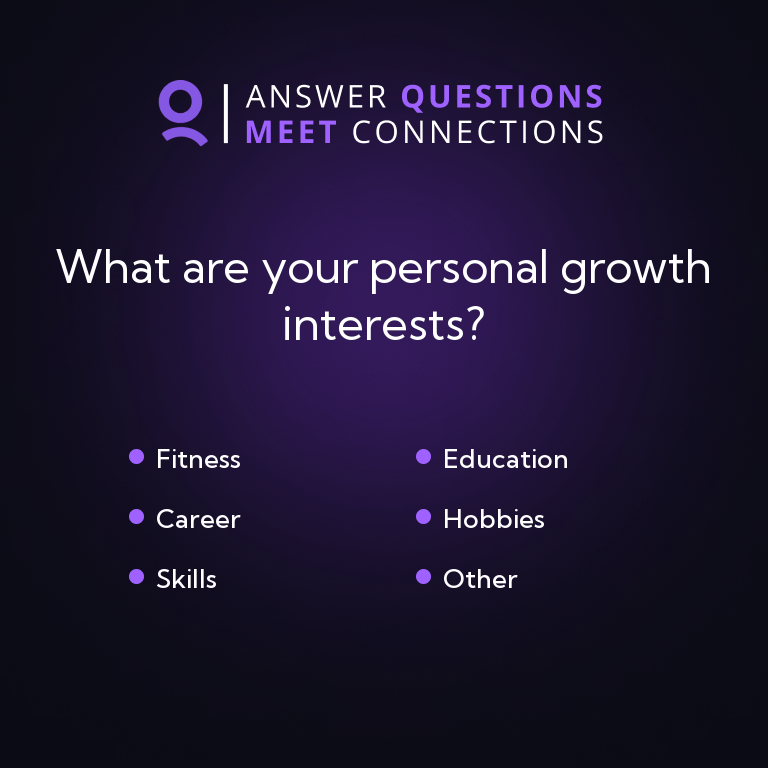 ANSWER QUESTIONS
MEET CONNECTIONS
What are your personal growth
interests?
Fitness
Career
Skills
Education
Hobbies
Other